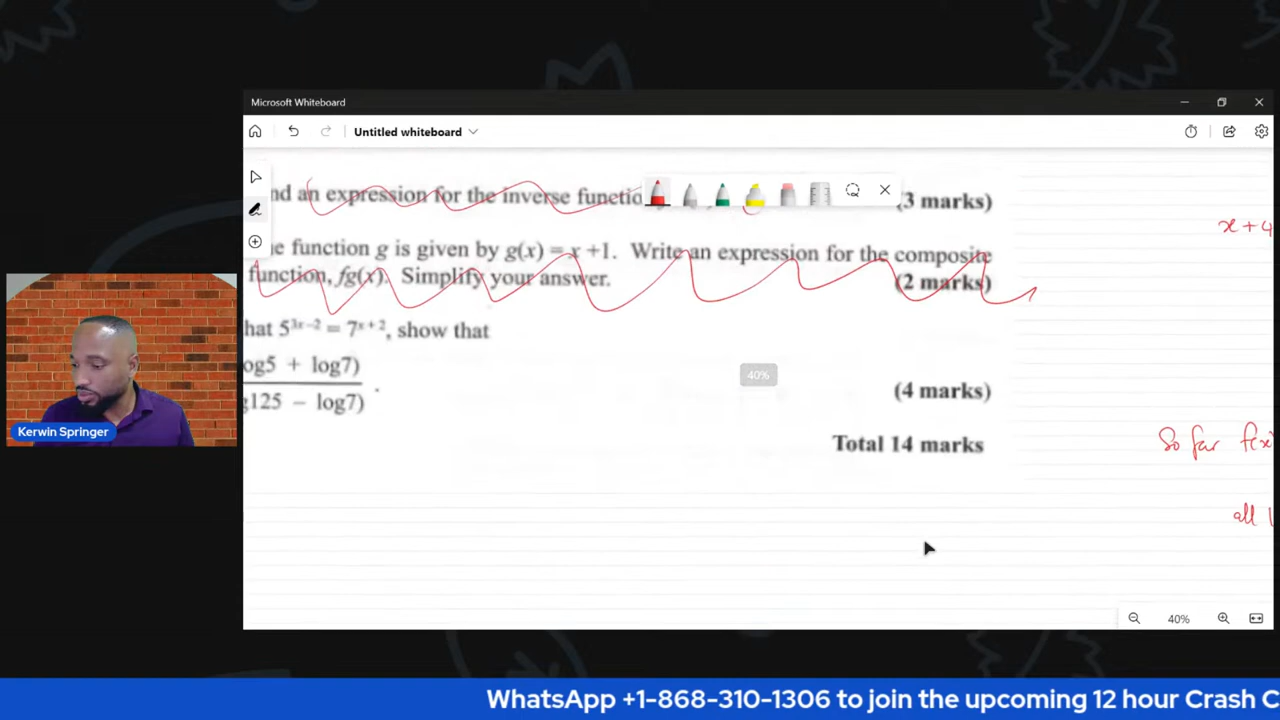 Microsoft Whiteboard
Untitled whiteboard
nd an expression for the inverse functio
(3 marks)
x + 4
e function g is given by g(x) = x +1. Write an expression for the composite
function, fg(x). Simplify your answer.
(2 marks)
hat 5^{3x−2} = 7^{x+2}, show that
og5 + log7)
125 − log7)
40%
(4 marks)
Total 14 marks
So far f(x)
all
Kerwin Springer
40%
WhatsApp +1-868-310-1306 to join the upcoming 12 hour Crash C